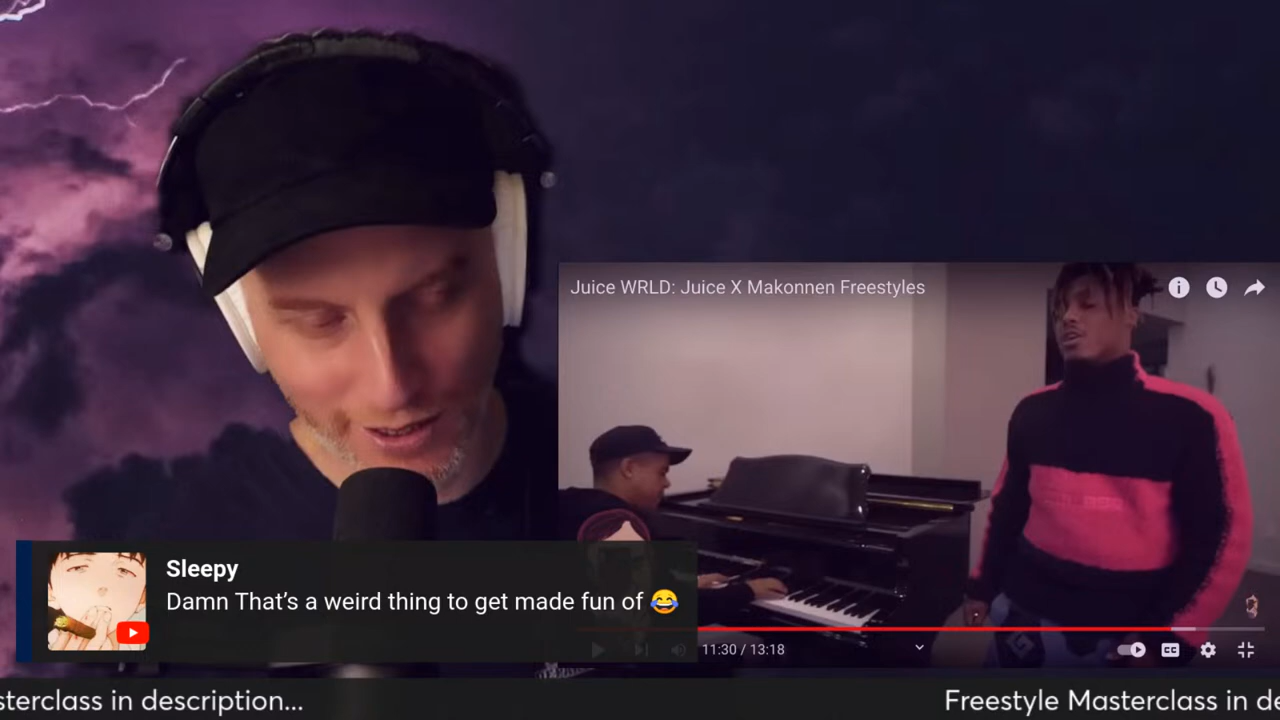 Juice WRLD: Juice X Makonnen Freestyles
Sleepy
Damn That’s a weird thing to get made fun of 😂
11:30 / 13:18
CC
sterclass in description...
Freestyle Masterclass in de